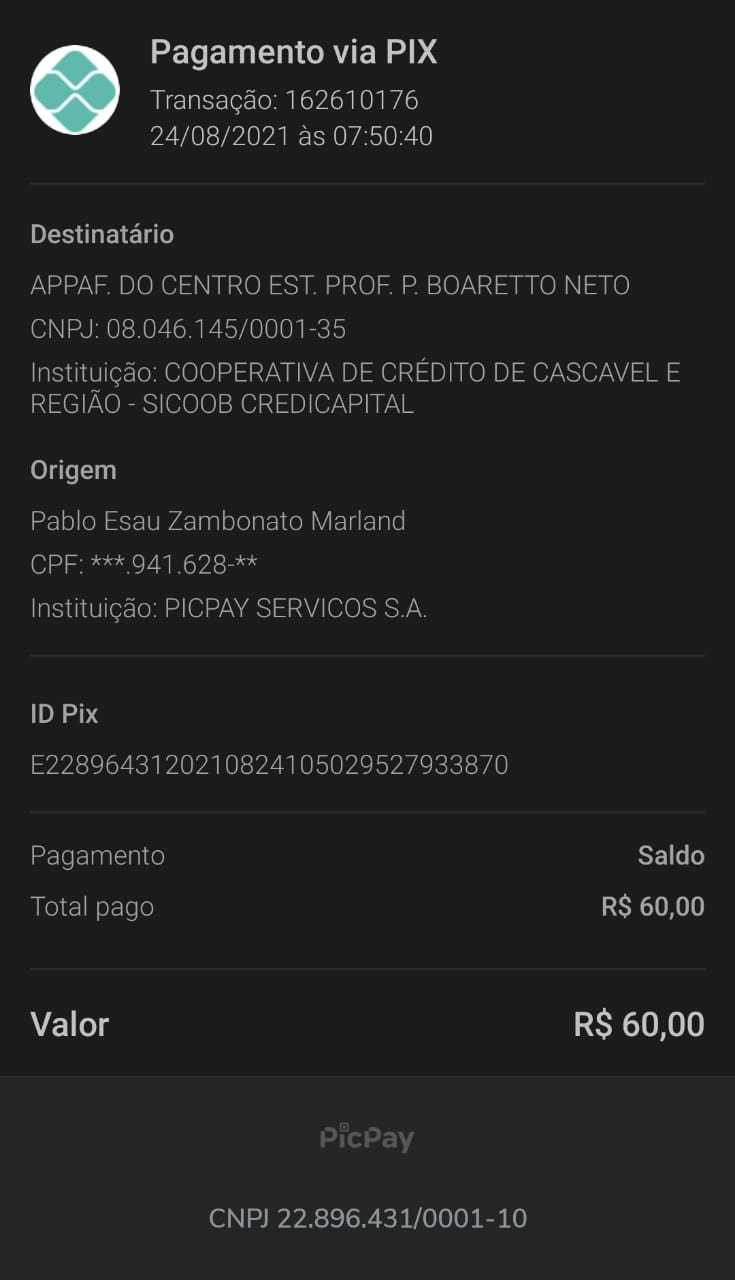 Pagamento via PIX
Transação: 162610176
24/08/2021 às 07:50:40
Destinatário
APPAF. DO CENTRO EST. PROF. P. BOARETTO NETO
CNPJ: 08.046.145/0001-35
Instituição: COOPERATIVA DE CRÉDITO DE CASCAVEL E
REGIÃO - SICOOB CREDICAPITAL
Origem
Pablo Esau Zambonato Marland
CPF: ***.941.628-**
Instituição: PICPAY SERVICOS S.A.
ID Pix
E2289643120210824105029527933870
Pagamento Saldo
Total pago R$ 60,00
Valor R$ 60,00
PicPay
CNPJ 22.896.431/0001-10